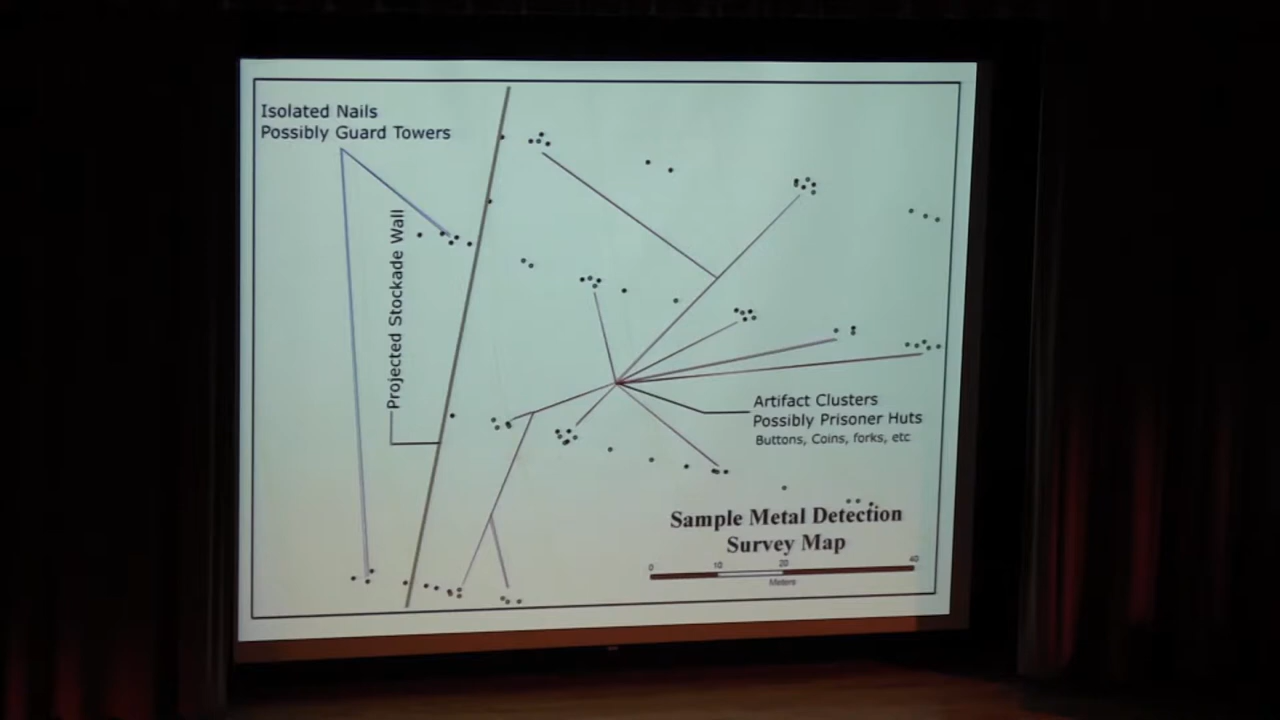 Isolated Nails
Possibly Guard Towers
Projected Stockade Wall
Artifact Clusters
Possibly Prisoner Huts
Buttons, Coins, forks, etc
Sample Metal Detection
Survey Map
0 10 20 40
Meters